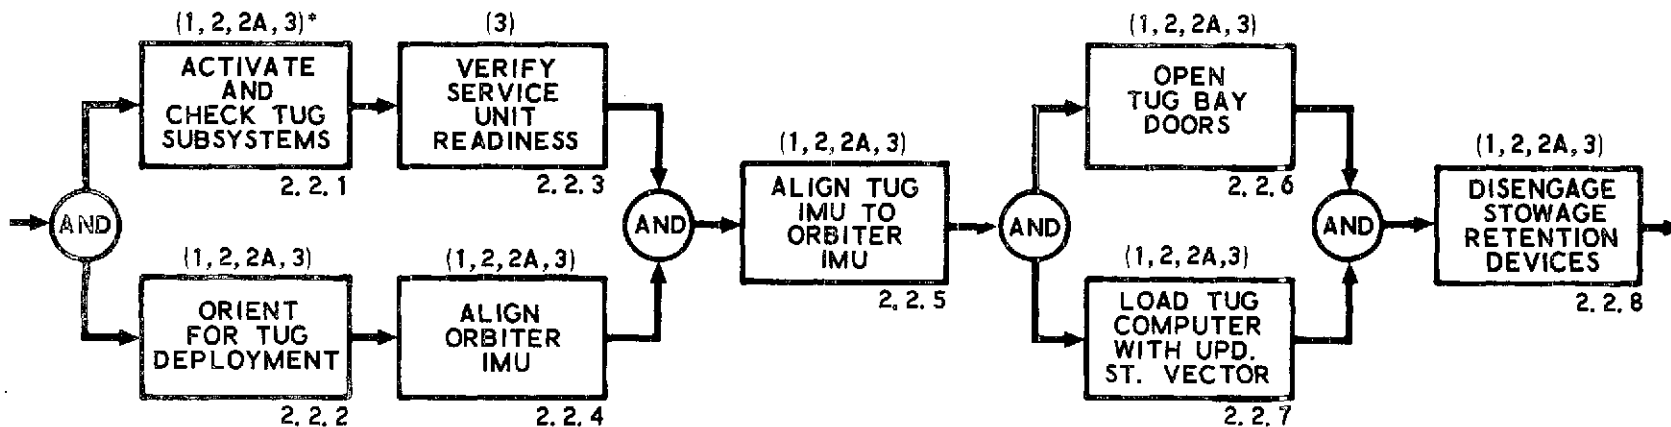 (1, 2, 2A, 3)*
ACTIVATE
AND
CHECK TUG
SUBSYSTEMS
2.2.1
(3)
VERIFY
SERVICE
UNIT
READINESS
2.2.3
AND
(1, 2, 2A, 3)
ORIENT
FOR TUG
DEPLOYMENT
2.2.2
(1, 2, 2A, 3)
ALIGN
ORBITER
IMU
2.2.4
AND
(1, 2, 2A, 3)
ALIGN TUG
IMU TO
ORBITER
IMU
2.2.5
AND
(1, 2, 2A, 3)
OPEN
TUG BAY
DOORS
2.2.6
(1, 2, 2A, 3)
LOAD TUG
COMPUTER
WITH UPD.
ST. VECTOR
2.2.7
AND
(1, 2, 2A, 3)
DISENGAGE
STOWAGE
RETENTION
DEVICES
2.2.8